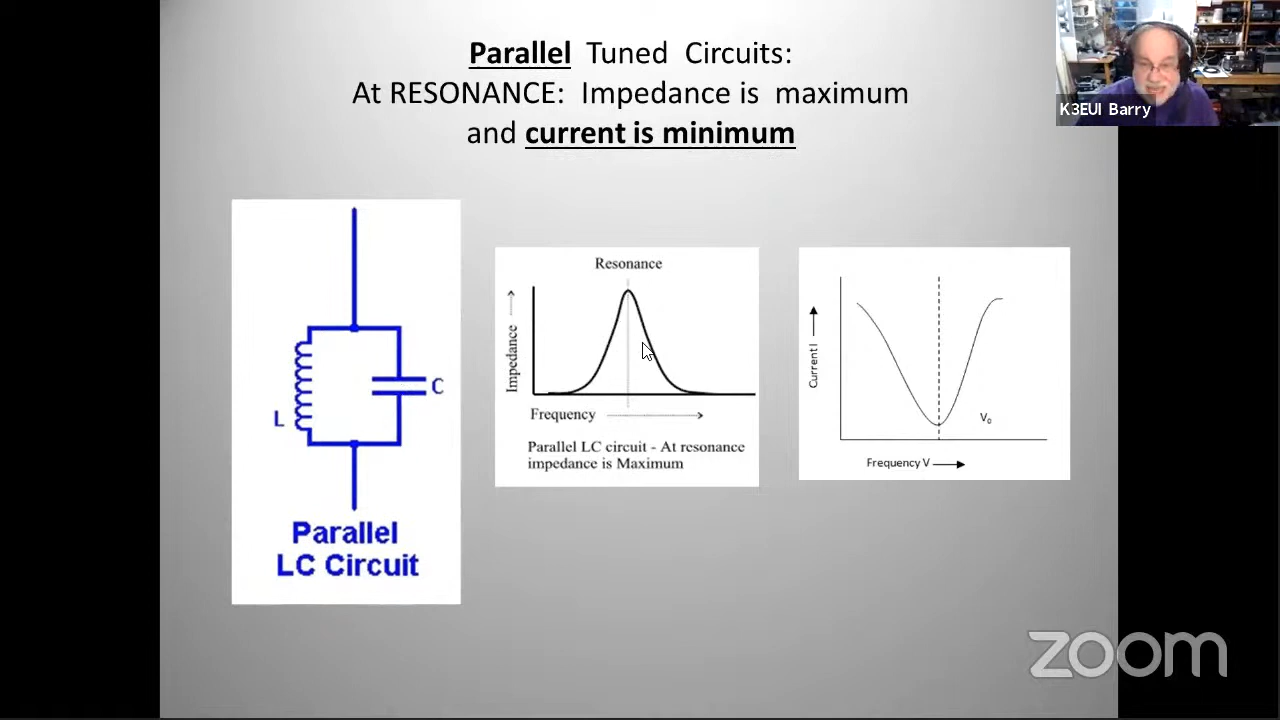 Parallel Tuned Circuits:
At RESONANCE: Impedance is maximum
and current is minimum
K3EUI Barry
L
C
Parallel
LC Circuit
Resonance
Impedance
Frequency
Parallel LC circuit - At resonance
impedance is Maximum
Current I
V₀
Frequency V
zoom